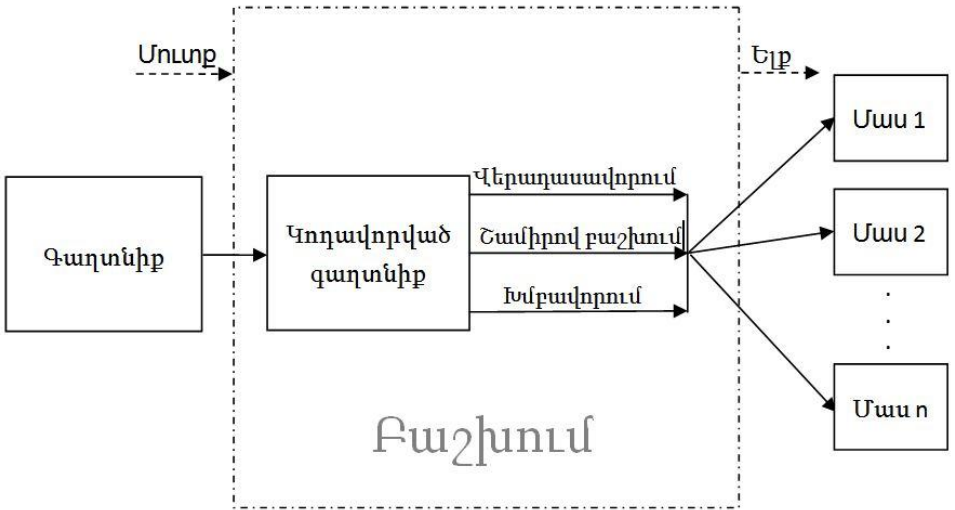 Մուտք
Ելք
Մաս 1
Գաղտնիք
Կոդավորված
գաղտնիք
Վերադասավորում
Շամիրով բաշխում
Խմբավորում
Մաս 2
.
.
.
Մաս n
Բաշխում